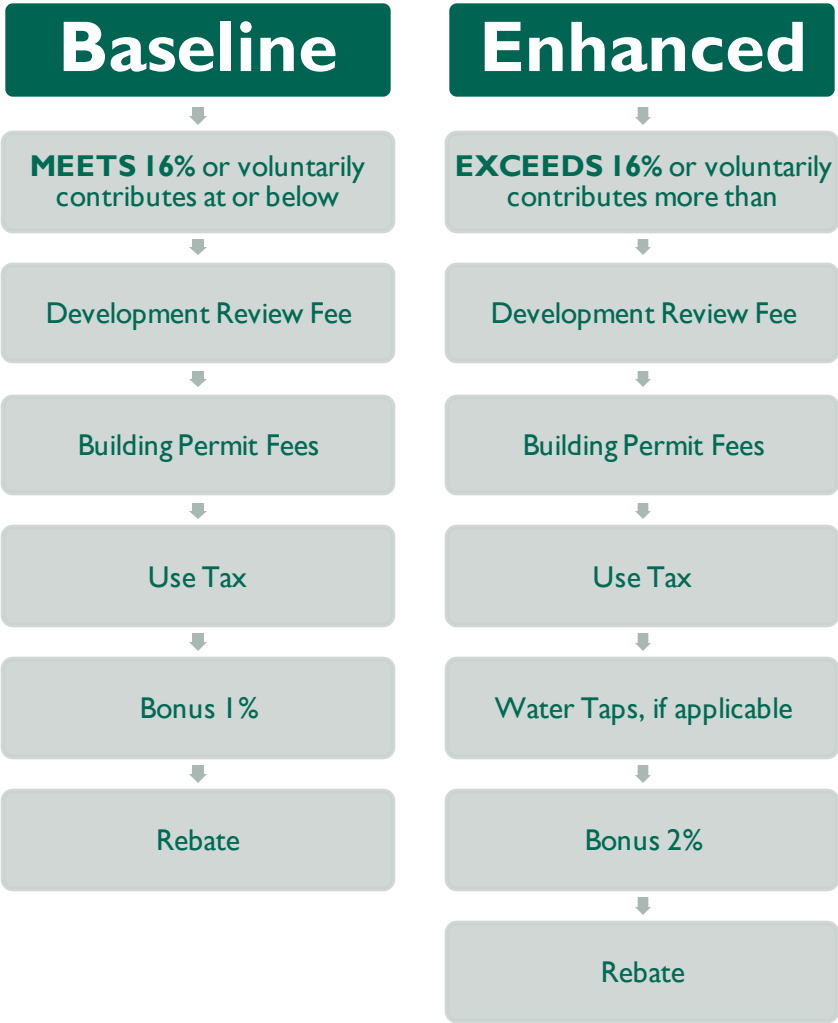 Baseline
MEETS 16% or voluntarily
contributes at or below
Development Review Fee
Building Permit Fees
Use Tax
Bonus 1%
Rebate
Enhanced
EXCEEDS 16% or voluntarily
contributes more than
Development Review Fee
Building Permit Fees
Use Tax
Water Taps, if applicable
Bonus 2%
Rebate